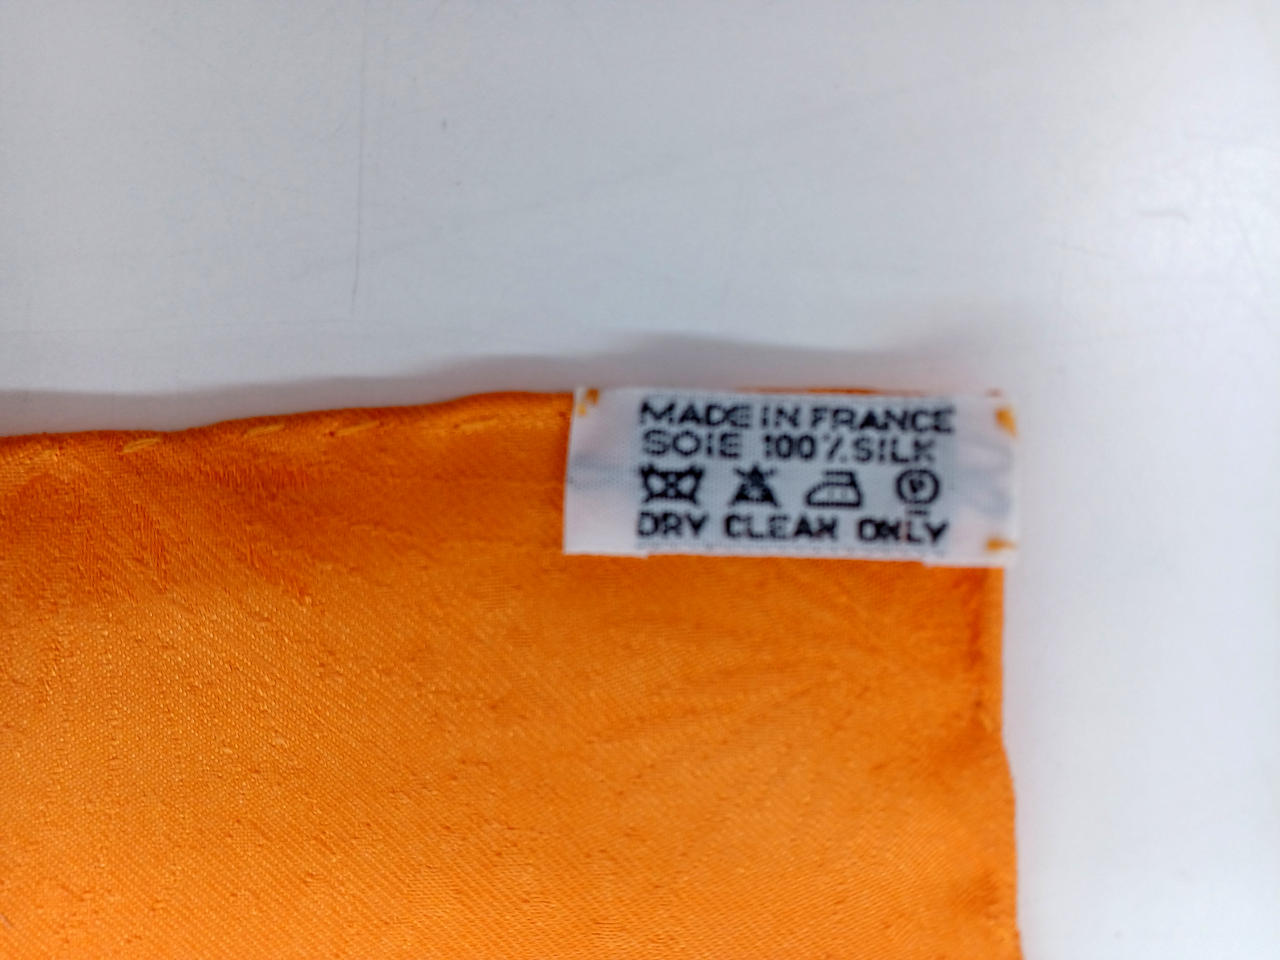 MADE IN FRANCE
SOIE 100% SILK
P
DRY CLEAN ONLY